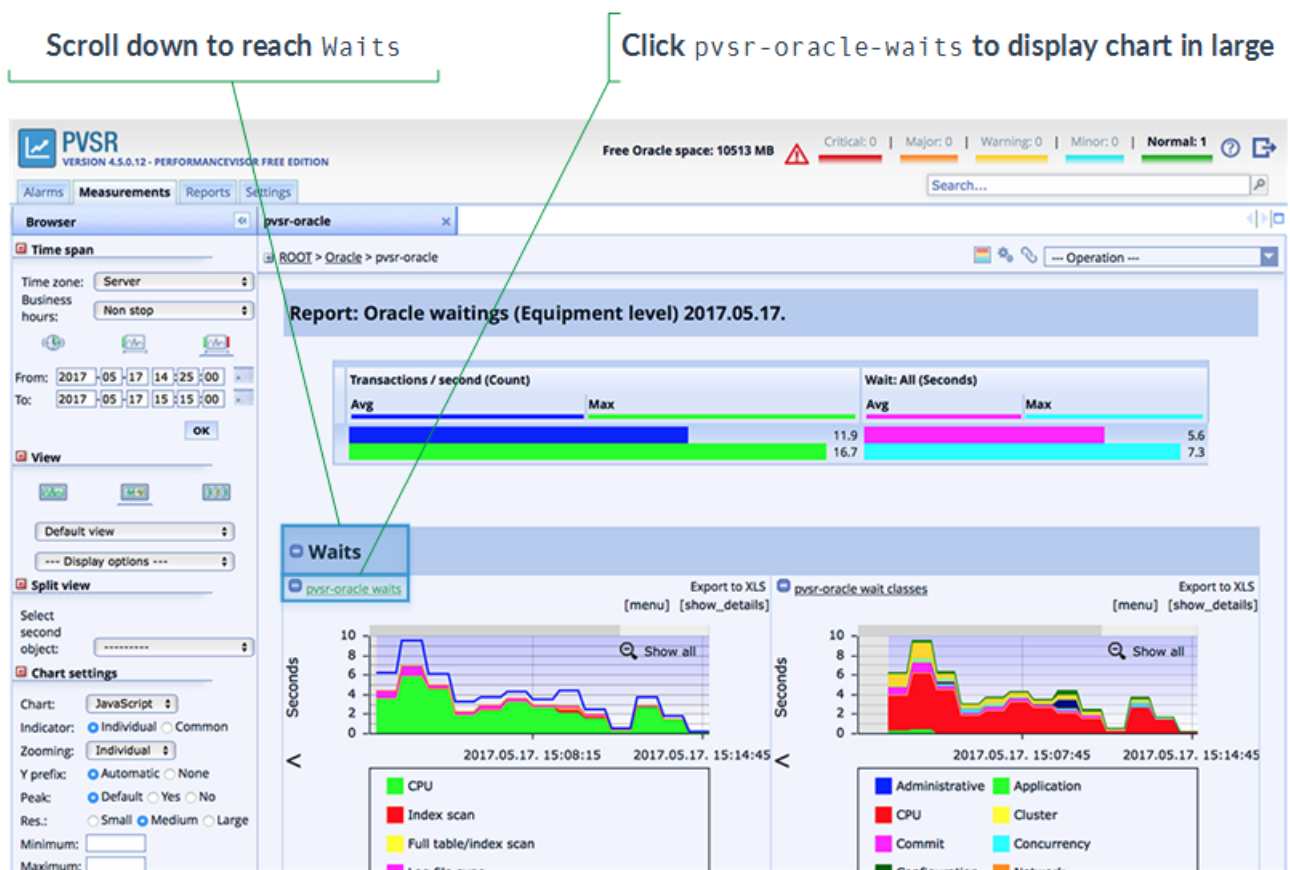 Scroll down to reach Waits
Click pvsr-oracle-waits to display chart in large
PVSR
VERSION 4.5.0.12 - PERFORMANCEVISOR FREE EDITION
Free Oracle space: 10513 MB
Critical: 0 | Major: 0 | Warning: 0 | Minor: 0 | Normal: 1
Alarms Measurements Reports Settings
Search...
Browser
pvsr-oracle
Time span
ROOT > Oracle > pvsr-oracle
--- Operation ---
Time zone: Server
Business hours: Non stop
From: 2017 - 05 - 17 14 : 25 : 00
To: 2017 - 05 - 17 15 : 15 : 00
OK
View
Default view
--- Display options ---
Split view
Select
second
object: ---------
Chart settings
Chart: JavaScript
Indicator: Individual Common
Zooming: Individual
Y prefix: Automatic None
Peak: Default Yes No
Res.: Small Medium Large
Minimum:
Maximum:
Report: Oracle waitings (Equipment level) 2017.05.17.
Transactions / second (Count)
Avg Max
11.9
16.7
Wait: All (Seconds)
Avg Max
5.6
7.3
Waits
pvsr-oracle waits
Export to XLS
[menu] [show_details]
Show all
10
8
6
4
2
0
Seconds
<
2017.05.17. 15:08:15 2017.05.17. 15:14:45
CPU
Index scan
Full table/index scan
Log file sync
pvsr-oracle wait classes
Export to XLS
[menu] [show_details]
Show all
10
8
6
4
2
0
Seconds
<
2017.05.17. 15:07:45 2017.05.17. 15:14:45
Administrative Application
CPU Cluster
Commit Concurrency
Configuration Network